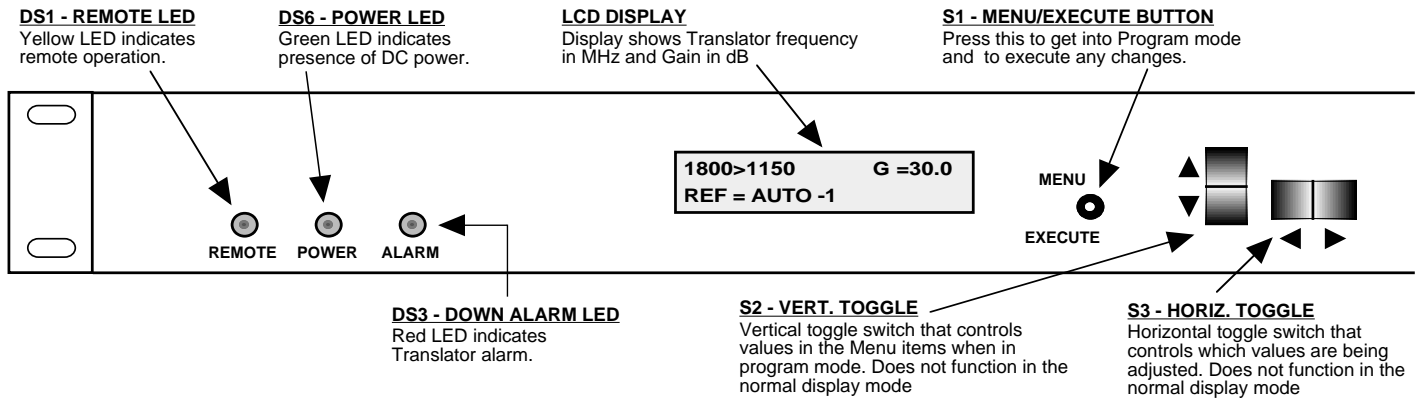 DS1 - REMOTE LED
Yellow LED indicates
remote operation.
DS6 - POWER LED
Green LED indicates
presence of DC power.
LCD DISPLAY
Display shows Translator frequency
in MHz and Gain in dB
S1 - MENU/EXECUTE BUTTON
Press this to get into Program mode
and to execute any changes.
1800>1150 G =30.0
REF = AUTO -1
MENU
EXECUTE
REMOTE POWER ALARM
DS3 - DOWN ALARM LED
Red LED indicates
Translator alarm.
S2 - VERT. TOGGLE
Vertical toggle switch that controls
values in the Menu items when in
program mode. Does not function in the
normal display mode
S3 - HORIZ. TOGGLE
Horizontal toggle switch that
controls which values are being
adjusted. Does not function in the
normal display mode